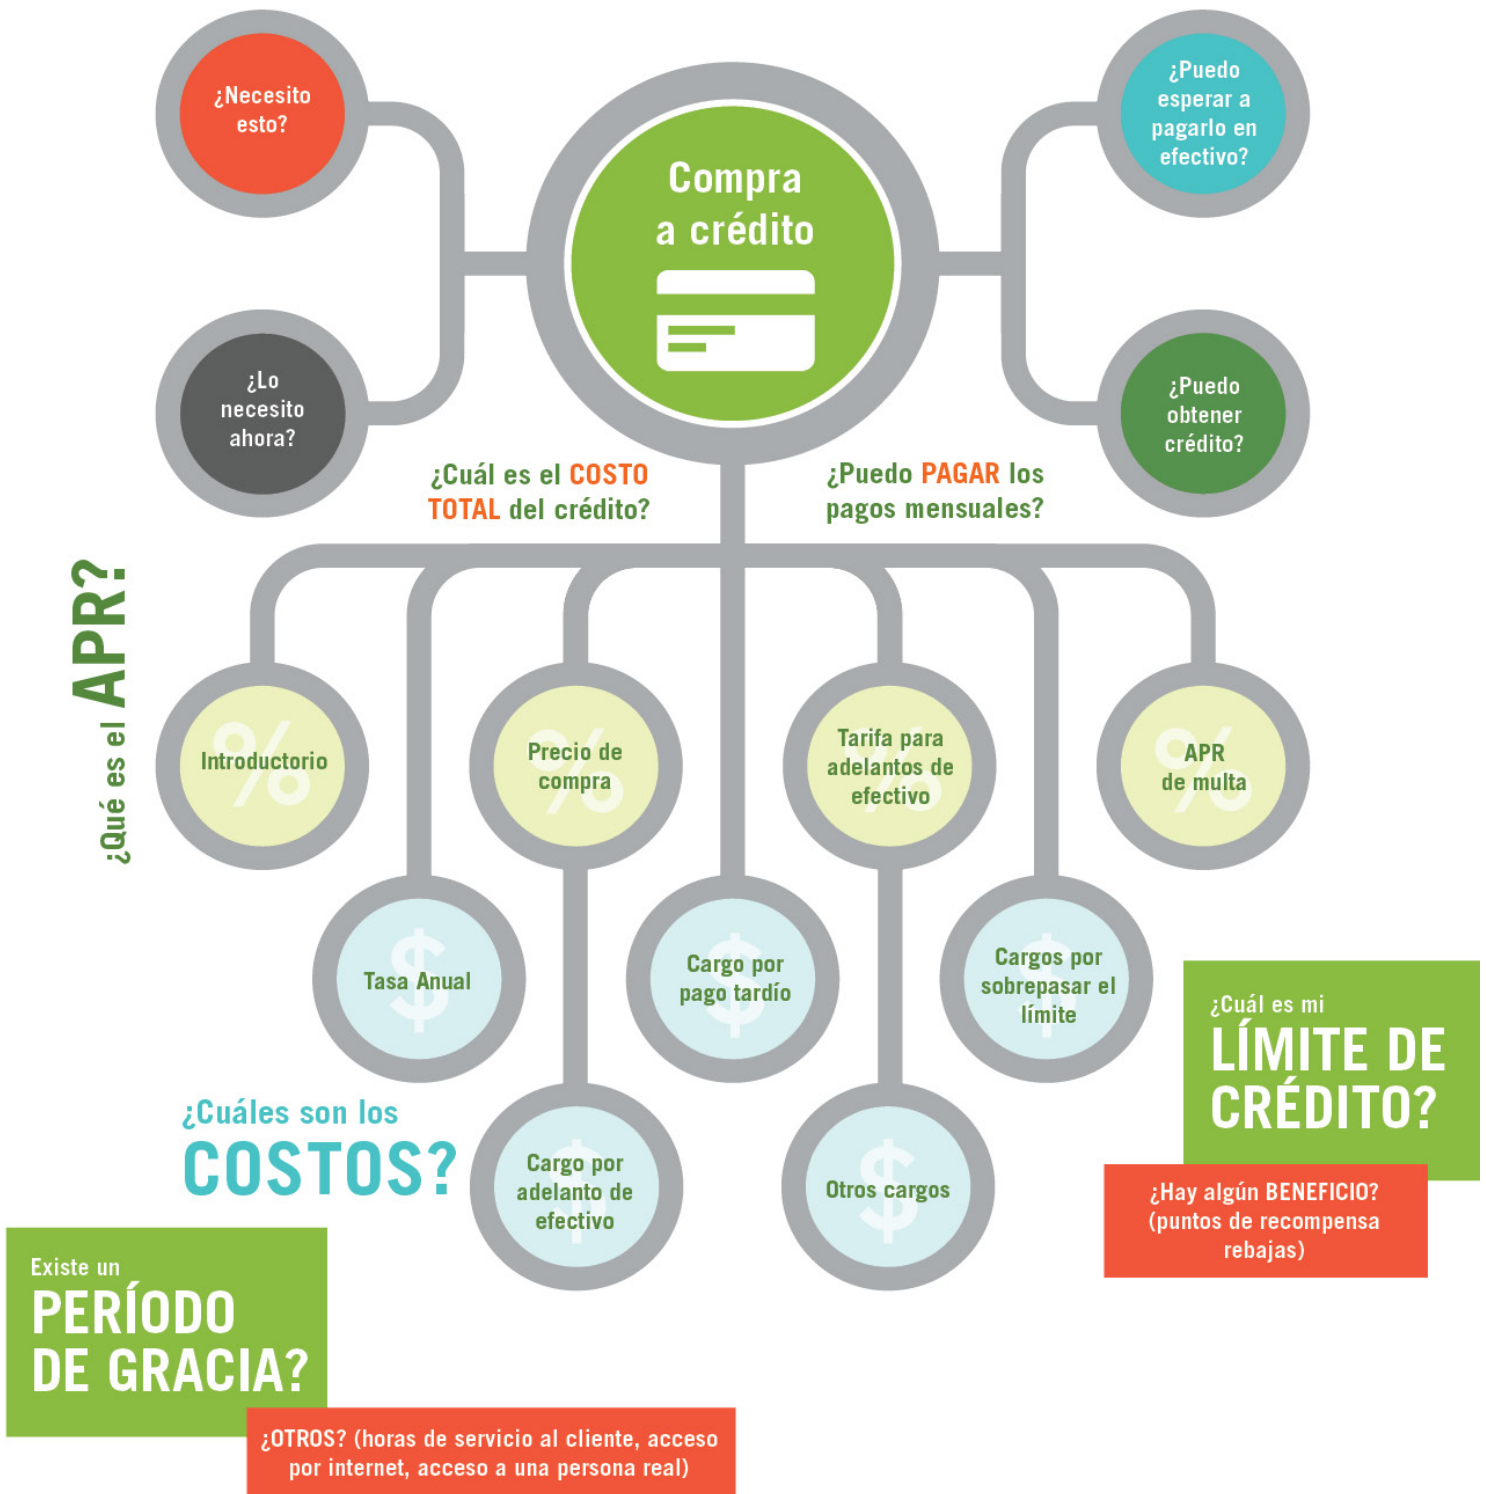 ¿Necesito
esto?
Compra
a crédito
¿Puedo
esperar a
pagarlo en
efectivo?
¿Lo
necesito
ahora?
¿Puedo
obtener
crédito?
¿Cuál es el COSTO
TOTAL del crédito?
¿Puedo PAGAR los
pagos mensuales?
¿Qué es el APR?
%
Introductorio
%
Precio de
compra
%
Tarifa para
adelantos de
efectivo
%
APR
de multa
$
Tasa Anual
$
Cargo por
pago tardío
$
Cargos por
sobrepasar el
límite
¿Cuáles son los
COSTOS?
$
Cargo por
adelanto de
efectivo
$
Otros cargos
¿Cuál es mi
LÍMITE DE
CRÉDITO?
¿Hay algún BENEFICIO?
(puntos de recompensa
rebajas)
Existe un
PERÍODO
DE GRACIA?
¿OTROS? (horas de servicio al cliente, acceso
por internet, acceso a una persona real)